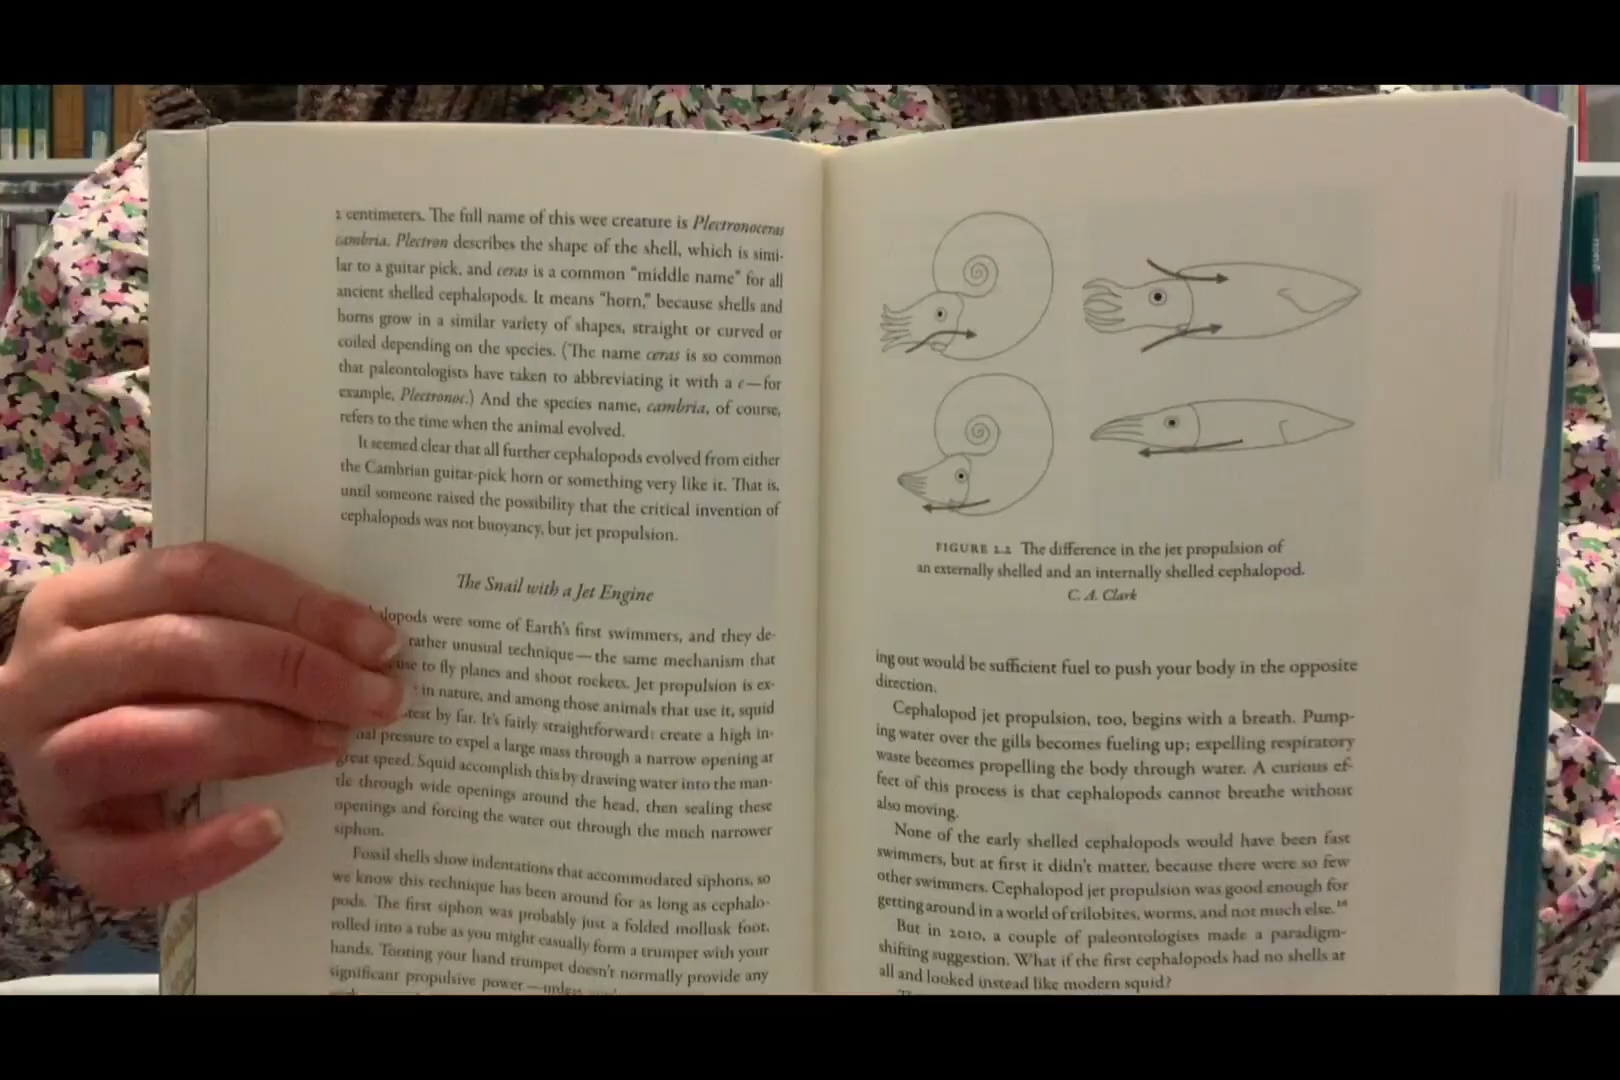 2 centimeters. The full name of this wee creature is Plectronoceras
cambria. Plectron describes the shape of the shell, which is simi-
lar to a guitar pick, and ceras is a common “middle name” for all
ancient shelled cephalopods. It means “horn,” because shells and
horns grow in a similar variety of shapes, straight or curved or
coiled depending on the species. (The name ceras is so common
that paleontologists have taken to abbreviating it with a c—for
example, Plectronoc.) And the species name, cambria, of course,
refers to the time when the animal evolved.
It seemed clear that all further cephalopods evolved from either
the Cambrian guitar-pick horn or something very like it. That is,
until someone raised the possibility that the critical invention of
cephalopods was not buoyancy, but jet propulsion.
The Snail with a Jet Engine
halopods were some of Earth’s first swimmers, and they de-
rather unusual technique—the same mechanism that
use to fly planes and shoot rockets. Jet propulsion is ex-
in nature, and among those animals that use it, squid
test by far. It’s fairly straightforward: create a high in-
nal pressure to expel a large mass through a narrow opening at
great speed. Squid accomplish this by drawing water into the man-
tle through wide openings around the head, then sealing these
openings and forcing the water out through the much narrower
siphon.
Fossil shells show indentations that accommodated siphons, so
we know this technique has been around for as long as cephalo-
pods. The first siphon was probably just a folded mollusk foot,
rolled into a tube as you might casually form a trumpet with your
hands. Tooting your hand trumpet doesn’t normally provide any
significant propulsive power—
FIGURE 2.2 The difference in the jet propulsion of
an externally shelled and an internally shelled cephalopod.
C. A. Clark
ing out would be sufficient fuel to push your body in the opposite
direction.
Cephalopod jet propulsion, too, begins with a breath. Pump-
ing water over the gills becomes fueling up; expelling respiratory
waste becomes propelling the body through water. A curious ef-
fect of this process is that cephalopods cannot breathe without
also moving.
None of the early shelled cephalopods would have been fast
swimmers, but at first it didn’t matter, because there were so few
other swimmers. Cephalopod jet propulsion was good enough for
getting around in a world of trilobites, worms, and not much else.
But in 2010, a couple of paleontologists made a paradigm-
shifting suggestion. What if the first cephalopods had no shells at
all and looked instead like modern squid?